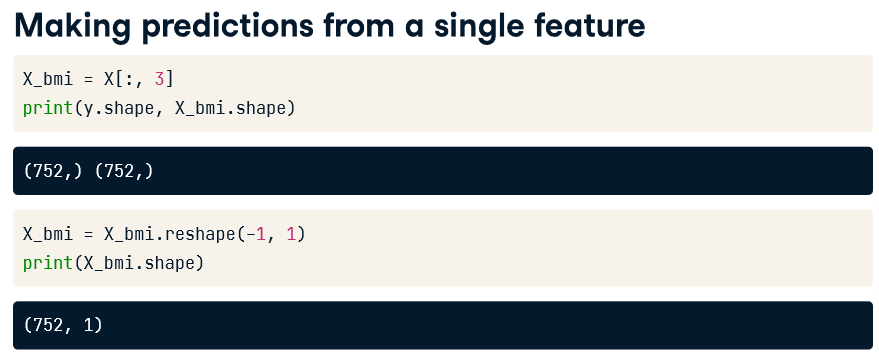 Making predictions from a single feature
X_bmi = X[:, 3]
print(y.shape, X_bmi.shape)
(752,) (752,)
X_bmi = X_bmi.reshape(-1, 1)
print(X_bmi.shape)
(752, 1)